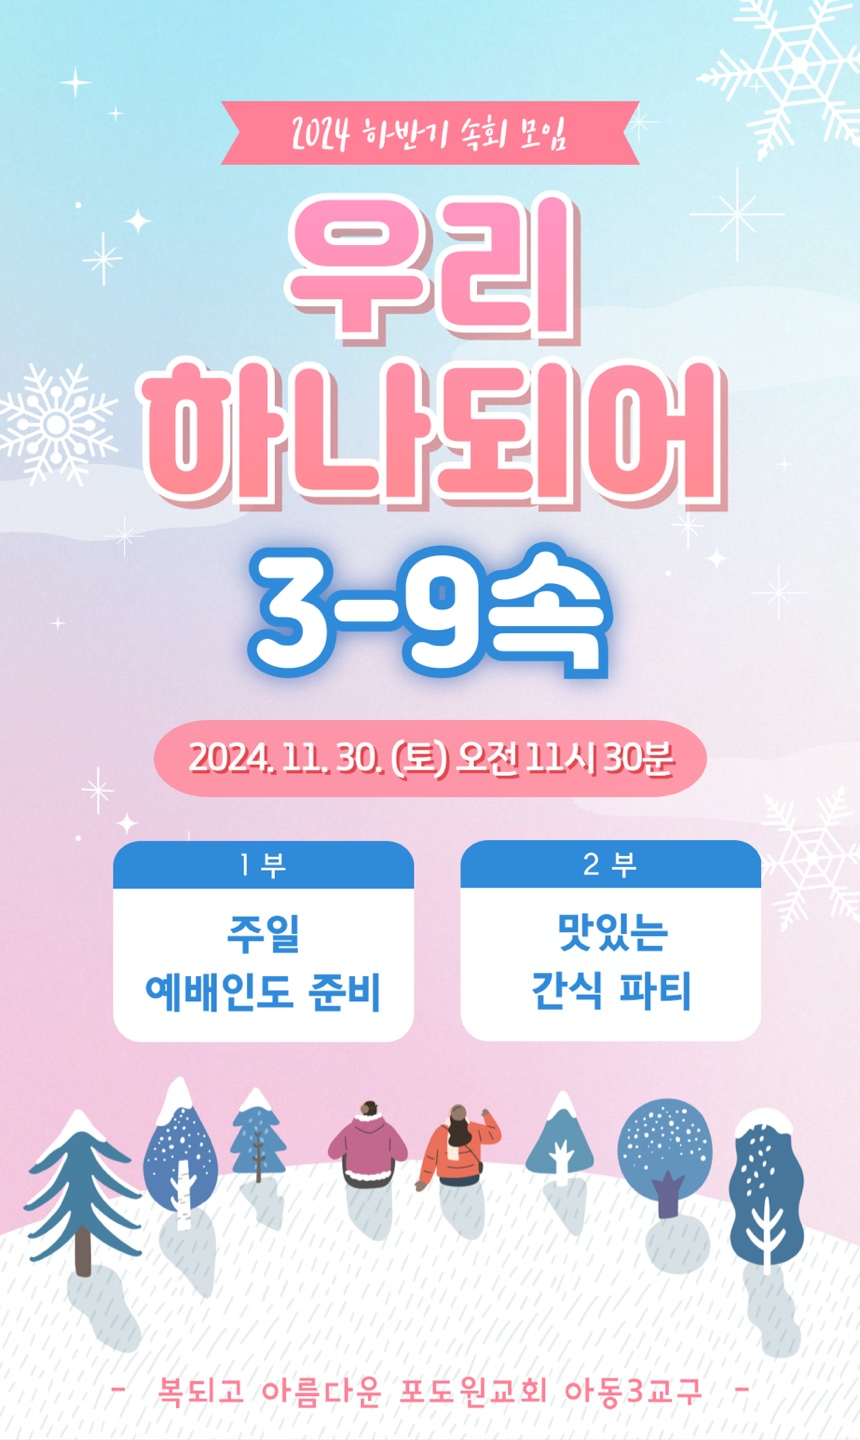 2024 하반기 속회 모임
우리
하나되어
3-9속
2024. 11. 30. (토) 오전 11시 30분
1 부
주일
예배인도 준비
2 부
맛있는
간식 파티
- 복되고 아름다운 포도원교회 아동3교구 -